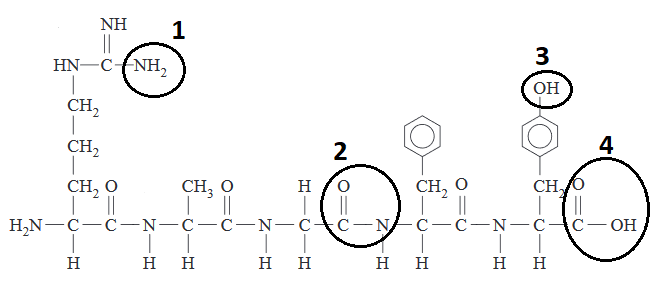 NH 1
HN C NH₂
3
OH
CH₂
4
CH₂
2
CH₂ O CH₃ O H O CH₂ O CH₂ O
H₂N C C N C C N C C N C C N C C OH
H H H H H H H H H